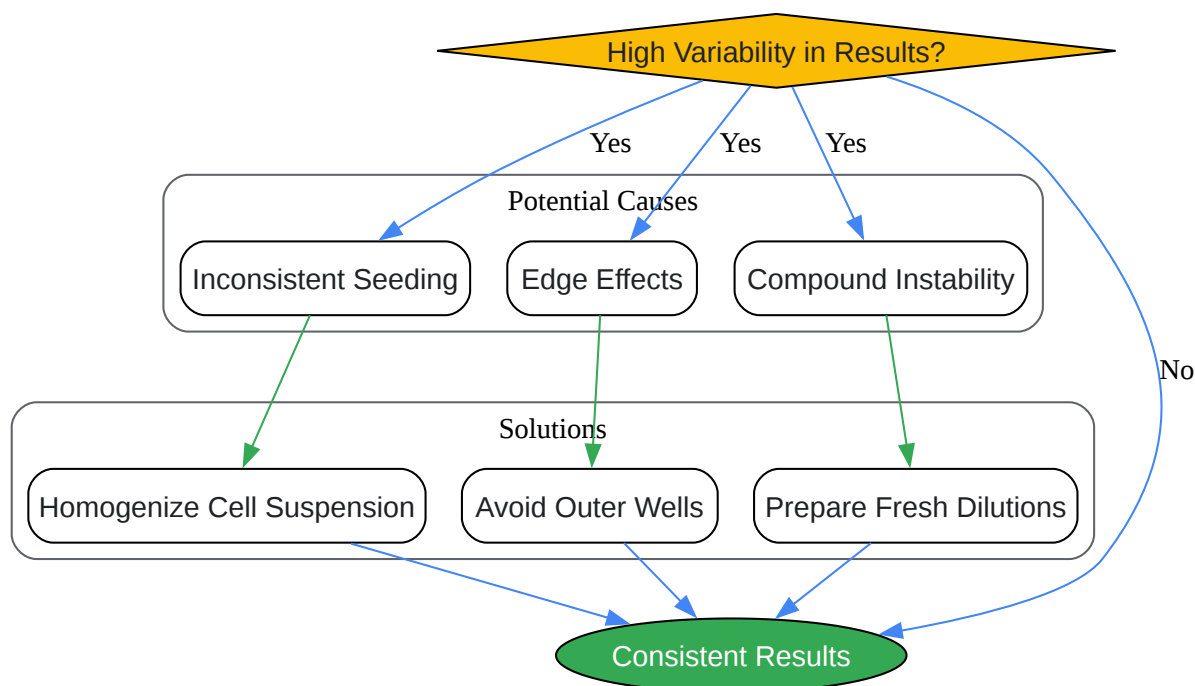 High Variability in Results?
Yes
Yes
Yes
Potential Causes
Inconsistent Seeding
Edge Effects
Compound Instability
No
Solutions
Homogenize Cell Suspension
Avoid Outer Wells
Prepare Fresh Dilutions
Consistent Results